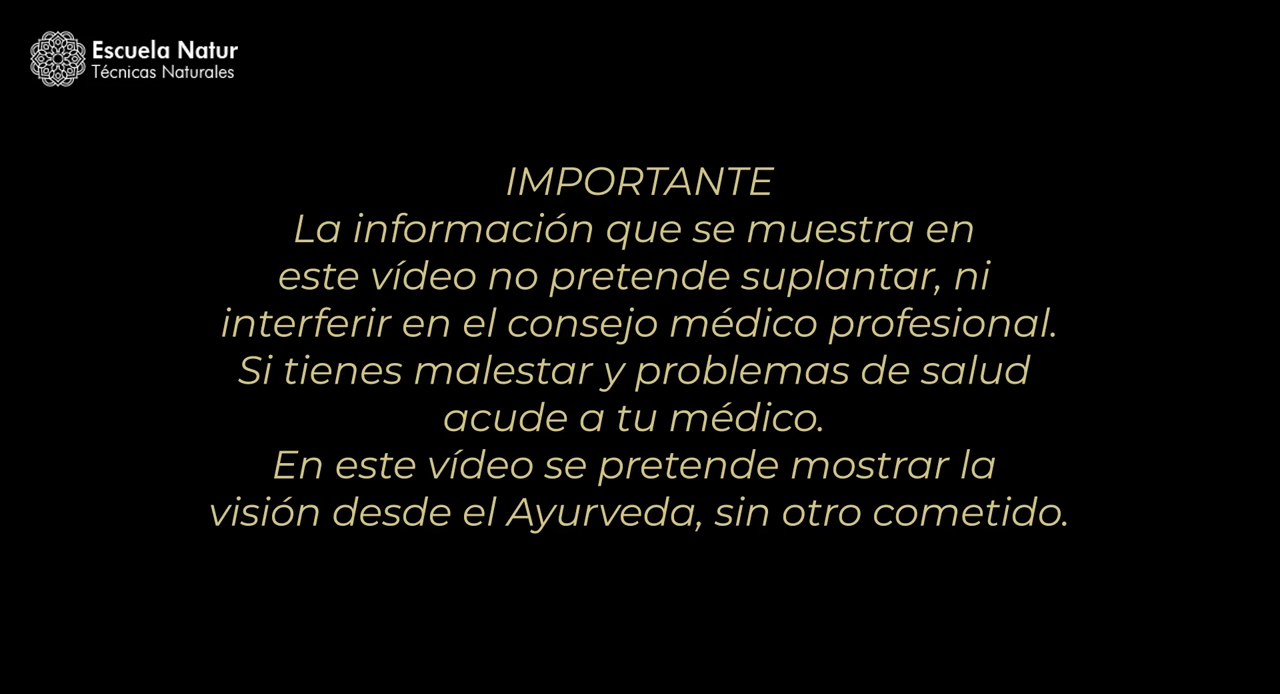 Escuela Natur
Técnicas Naturales
IMPORTANTE
La información que se muestra en
este vídeo no pretende suplantar, ni
interferir en el consejo médico profesional.
Si tienes malestar y problemas de salud
acude a tu médico.
En este vídeo se pretende mostrar la
visión desde el Ayurveda, sin otro cometido.